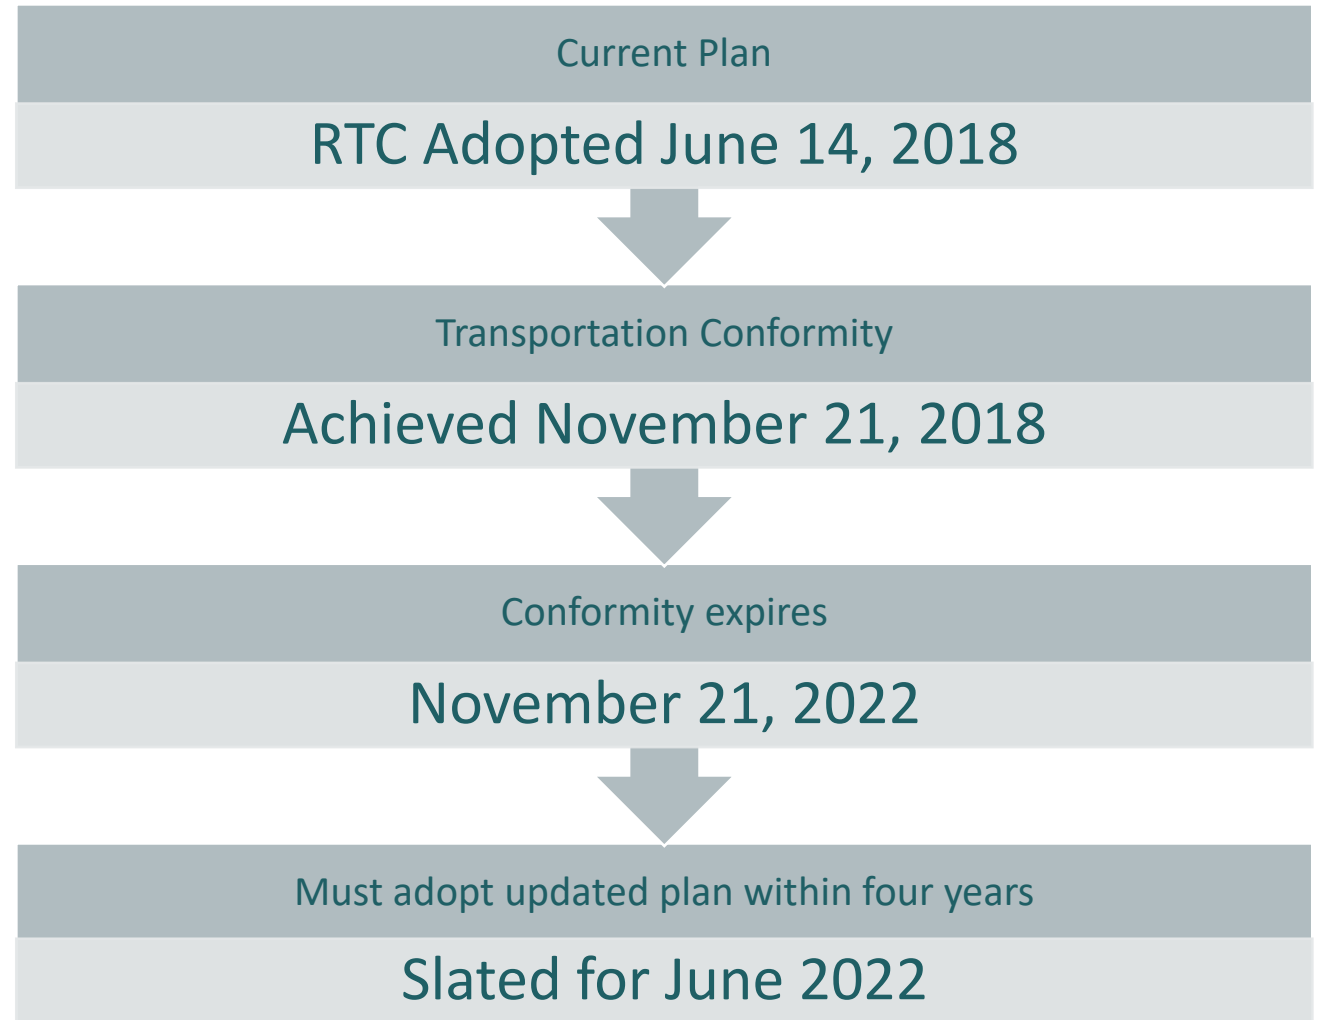 Current Plan
RTC Adopted June 14, 2018
Transportation Conformity
Achieved November 21, 2018
Conformity expires
November 21, 2022
Must adopt updated plan within four years
Slated for June 2022